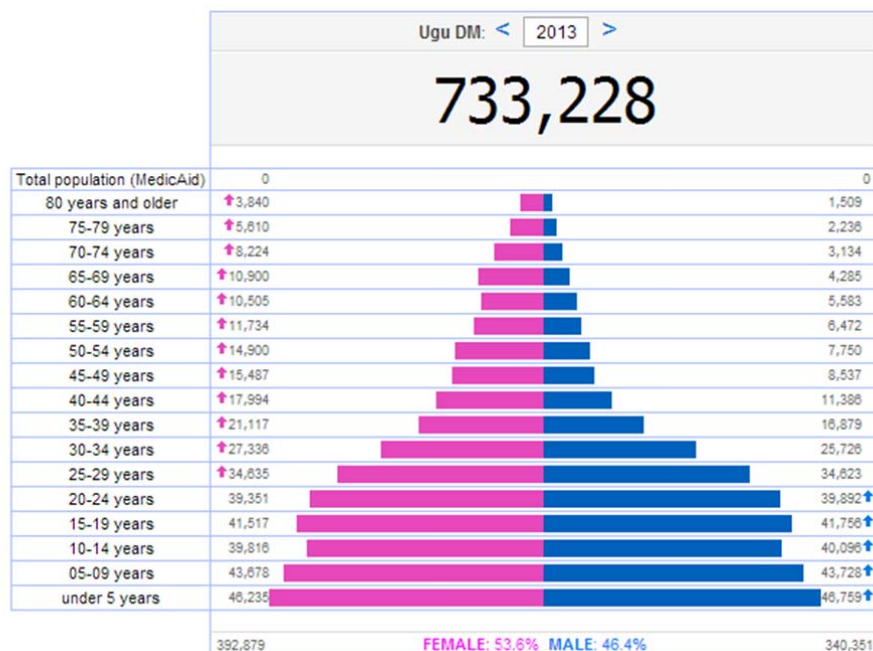 Ugu DM: < 2013 >
733,228
Total population (MedicAid) 0 0
80 years and older 3,840 1,509
75-79 years 5,610 2,236
70-74 years 8,224 3,134
65-69 years 10,900 4,285
60-64 years 10,505 5,583
55-59 years 11,734 6,472
50-54 years 14,900 7,750
45-49 years 15,487 8,537
40-44 years 17,994 11,386
35-39 years 21,117 16,879
30-34 years 27,336 25,726
25-29 years 34,635 34,623
20-24 years 39,351 39,892
15-19 years 41,517 41,756
10-14 years 39,816 40,096
05-09 years 43,678 43,728
under 5 years 46,235 46,759
392,879 FEMALE: 53.6% MALE: 46.4% 340,351